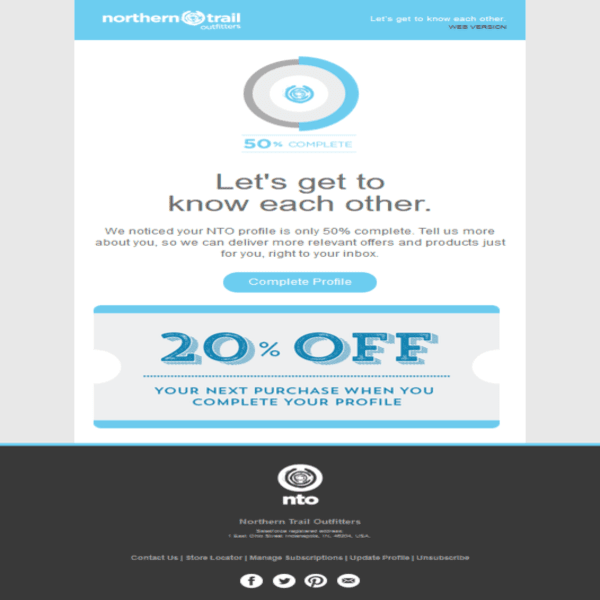 northern trail
outfitters
Let's get to know each other.
WEB VERSION
50% COMPLETE
Let's get to
know each other.
We noticed your NTO profile is only 50% complete. Tell us more
about you, so we can deliver more relevant offers and products just
for you, right to your inbox.
Complete Profile
20% OFF
YOUR NEXT PURCHASE WHEN YOU
COMPLETE YOUR PROFILE
nto
Northern Trail Outfitters
Salesforce registered address:
1 East Ohio Street Indianapolis, IN, 46204, USA
Contact Us | Store Locator | Manage Subscriptions | Update Profile | Unsubscribe